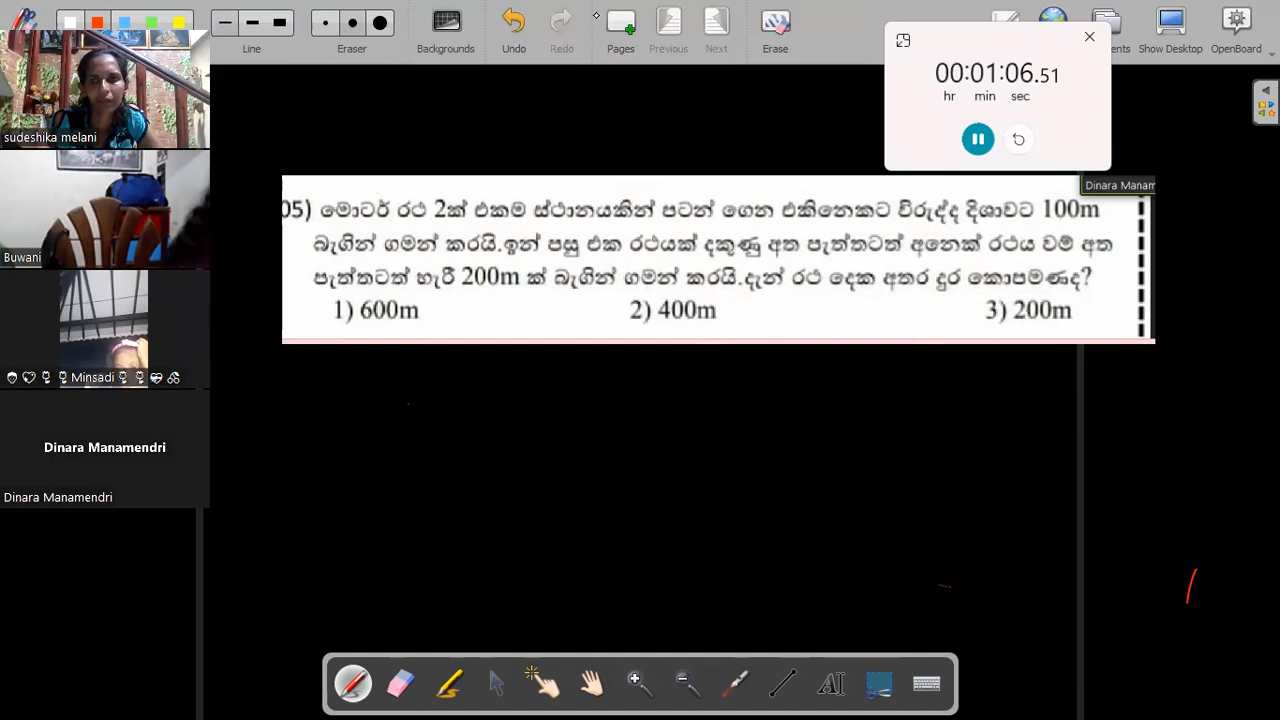 Line
Eraser
Backgrounds
Undo
Redo
Pages
Previous
Next
Erase
Show Desktop
OpenBoard
00:01:06.51
hr min sec
sudeshika melani
Dinara Manam
05) මොටර් රථ 2ක් එකම ස්ථානයකින් පටන් ගෙන එකිනෙකට විරුද්ද දිශාවට 100m
බැගින් ගමන් කරයි.ඉන් පසු එක රථයක් දකුණු අත පැත්තටත් අනෙක් රථය වම් අත
පැත්තටත් හැරී 200m ක් බැගින් ගමන් කරයි.දැන් රථ දෙක අතර දුර කොපමණද?
1) 600m 2) 400m 3) 200m
Buwani
Minsadi
Dinara Manamendri
Dinara Manamendri